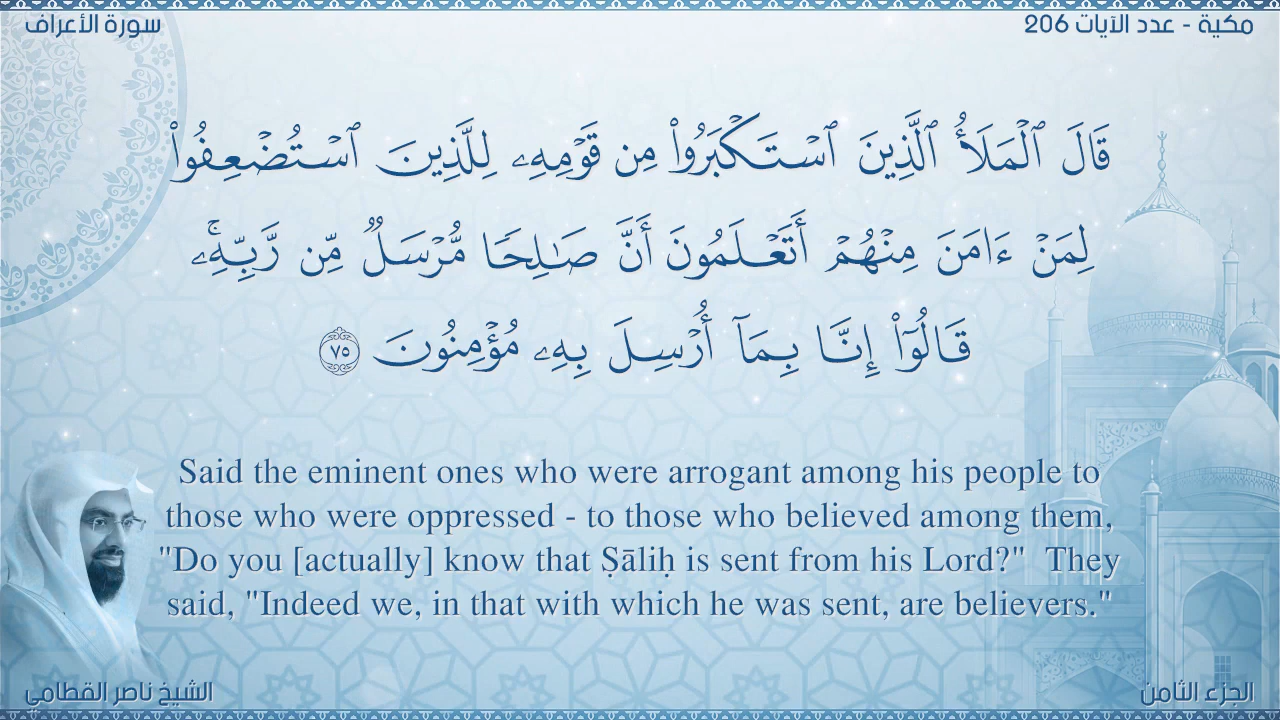 مكية - عدد الآيات 206
سورة الأعراف
قَالَ ٱلْمَلَأُ ٱلَّذِينَ ٱسْتَكْبَرُوا۟ مِن قَوْمِهِۦ لِلَّذِينَ ٱسْتُضْعِفُوا۟
لِمَنْ ءَامَنَ مِنْهُمْ أَتَعْلَمُونَ أَنَّ صَـٰلِحًا مُّرْسَلٌ مِّن رَّبِّهِۦۚ
قَالُوٓا۟ إِنَّا بِمَآ أُرْسِلَ بِهِۦ مُؤْمِنُونَ ٧٥
Said the eminent ones who were arrogant among his people to
those who were oppressed - to those who believed among them,
"Do you [actually] know that Ṣāliḥ is sent from his Lord?" They
said, "Indeed we, in that with which he was sent, are believers."
الجزء الثامن
الشيخ ناصر القطامي